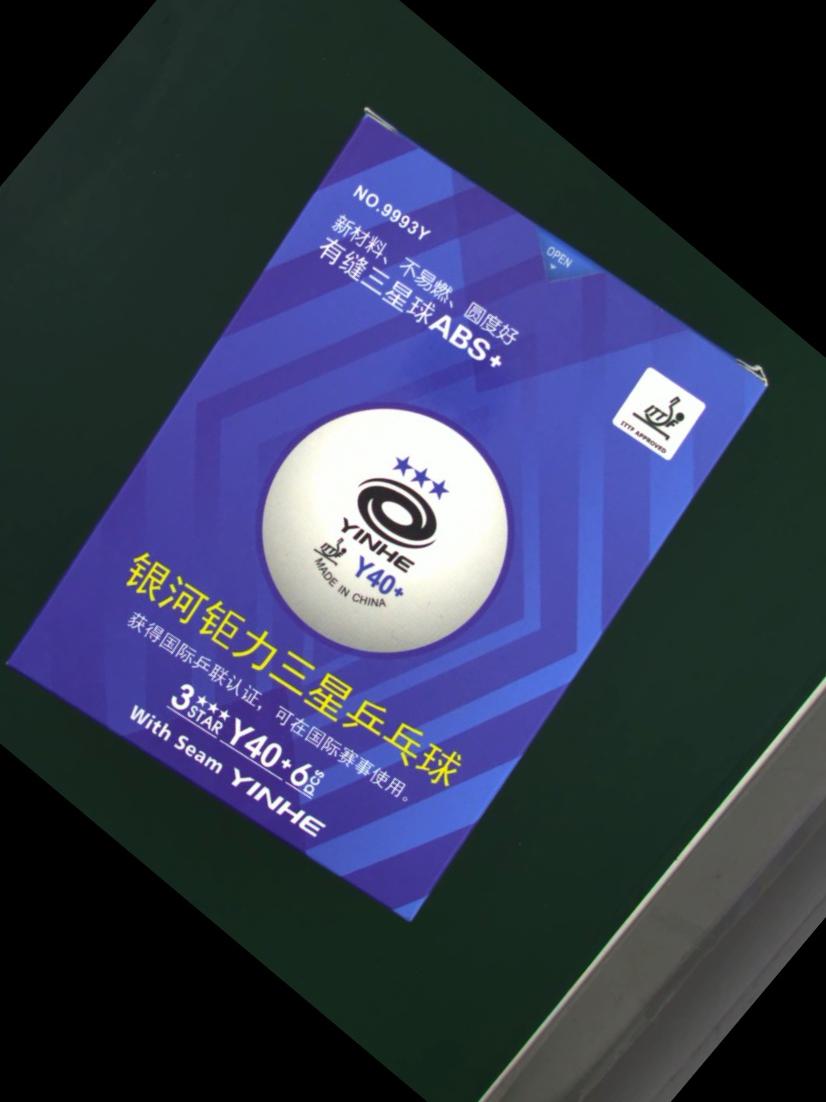 NO.9993Y
新材料、不易燃、圆度好
有缝三星球ABS+
OPEN
ITTF
ITTF APPROVED
YINHE
ITTF Y40+
MADE IN CHINA
银河钜力三星乒乓球
获得国际乒联认证，可在国际赛事使用。
3 STAR Y40+ 6 PCS
With Seam YINHE